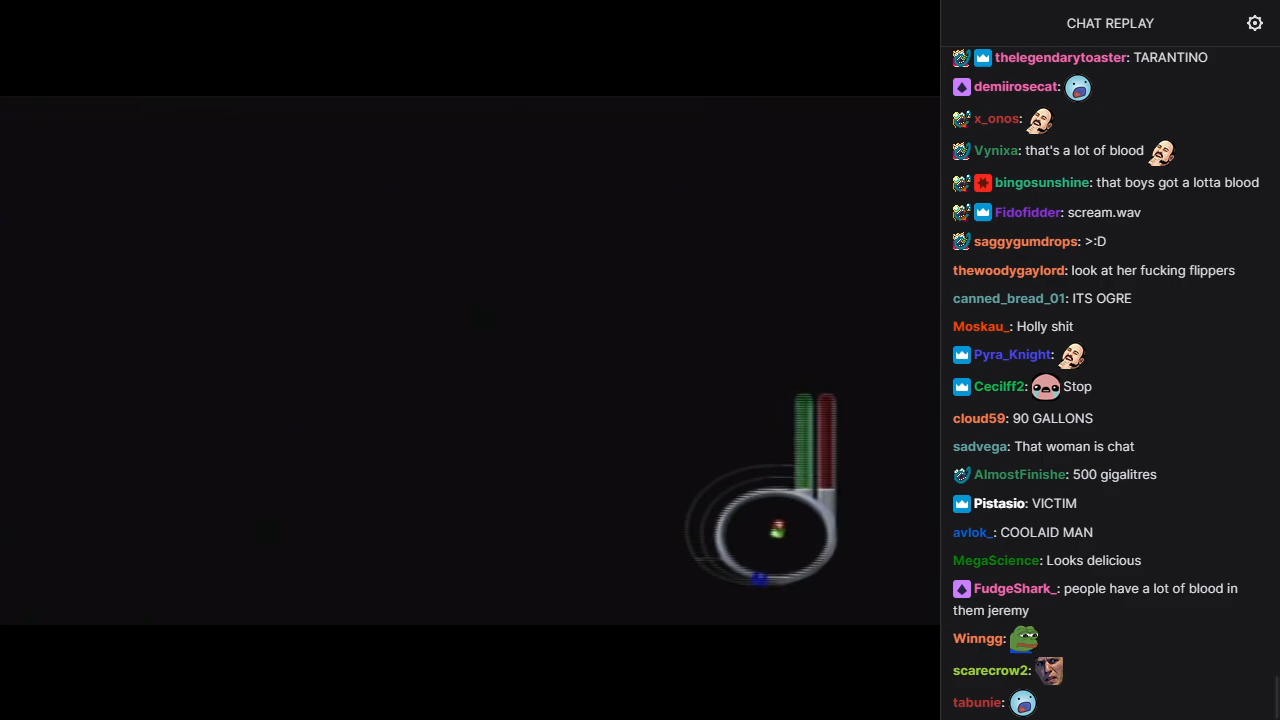 CHAT REPLAY
thelegendarytoaster: TARANTINO
demiirosecat:
x_onos:
Vynixa: that's a lot of blood
bingosunshine: that boys got a lotta blood
Fidofidder: scream.wav
saggygumdrops: >:D
thewoodygaylord: look at her fucking flippers
canned_bread_01: ITS OGRE
Moskau_: Holly shit
Pyra_Knight:
Cecilff2: Stop
cloud59: 90 GALLONS
sadvega: That woman is chat
AlmostFinishe: 500 gigalitres
Pistasio: VICTIM
avlok_: COOLAID MAN
MegaScience: Looks delicious
FudgeShark_: people have a lot of blood in
them jeremy
Winngg:
scarecrow2:
tabunie: